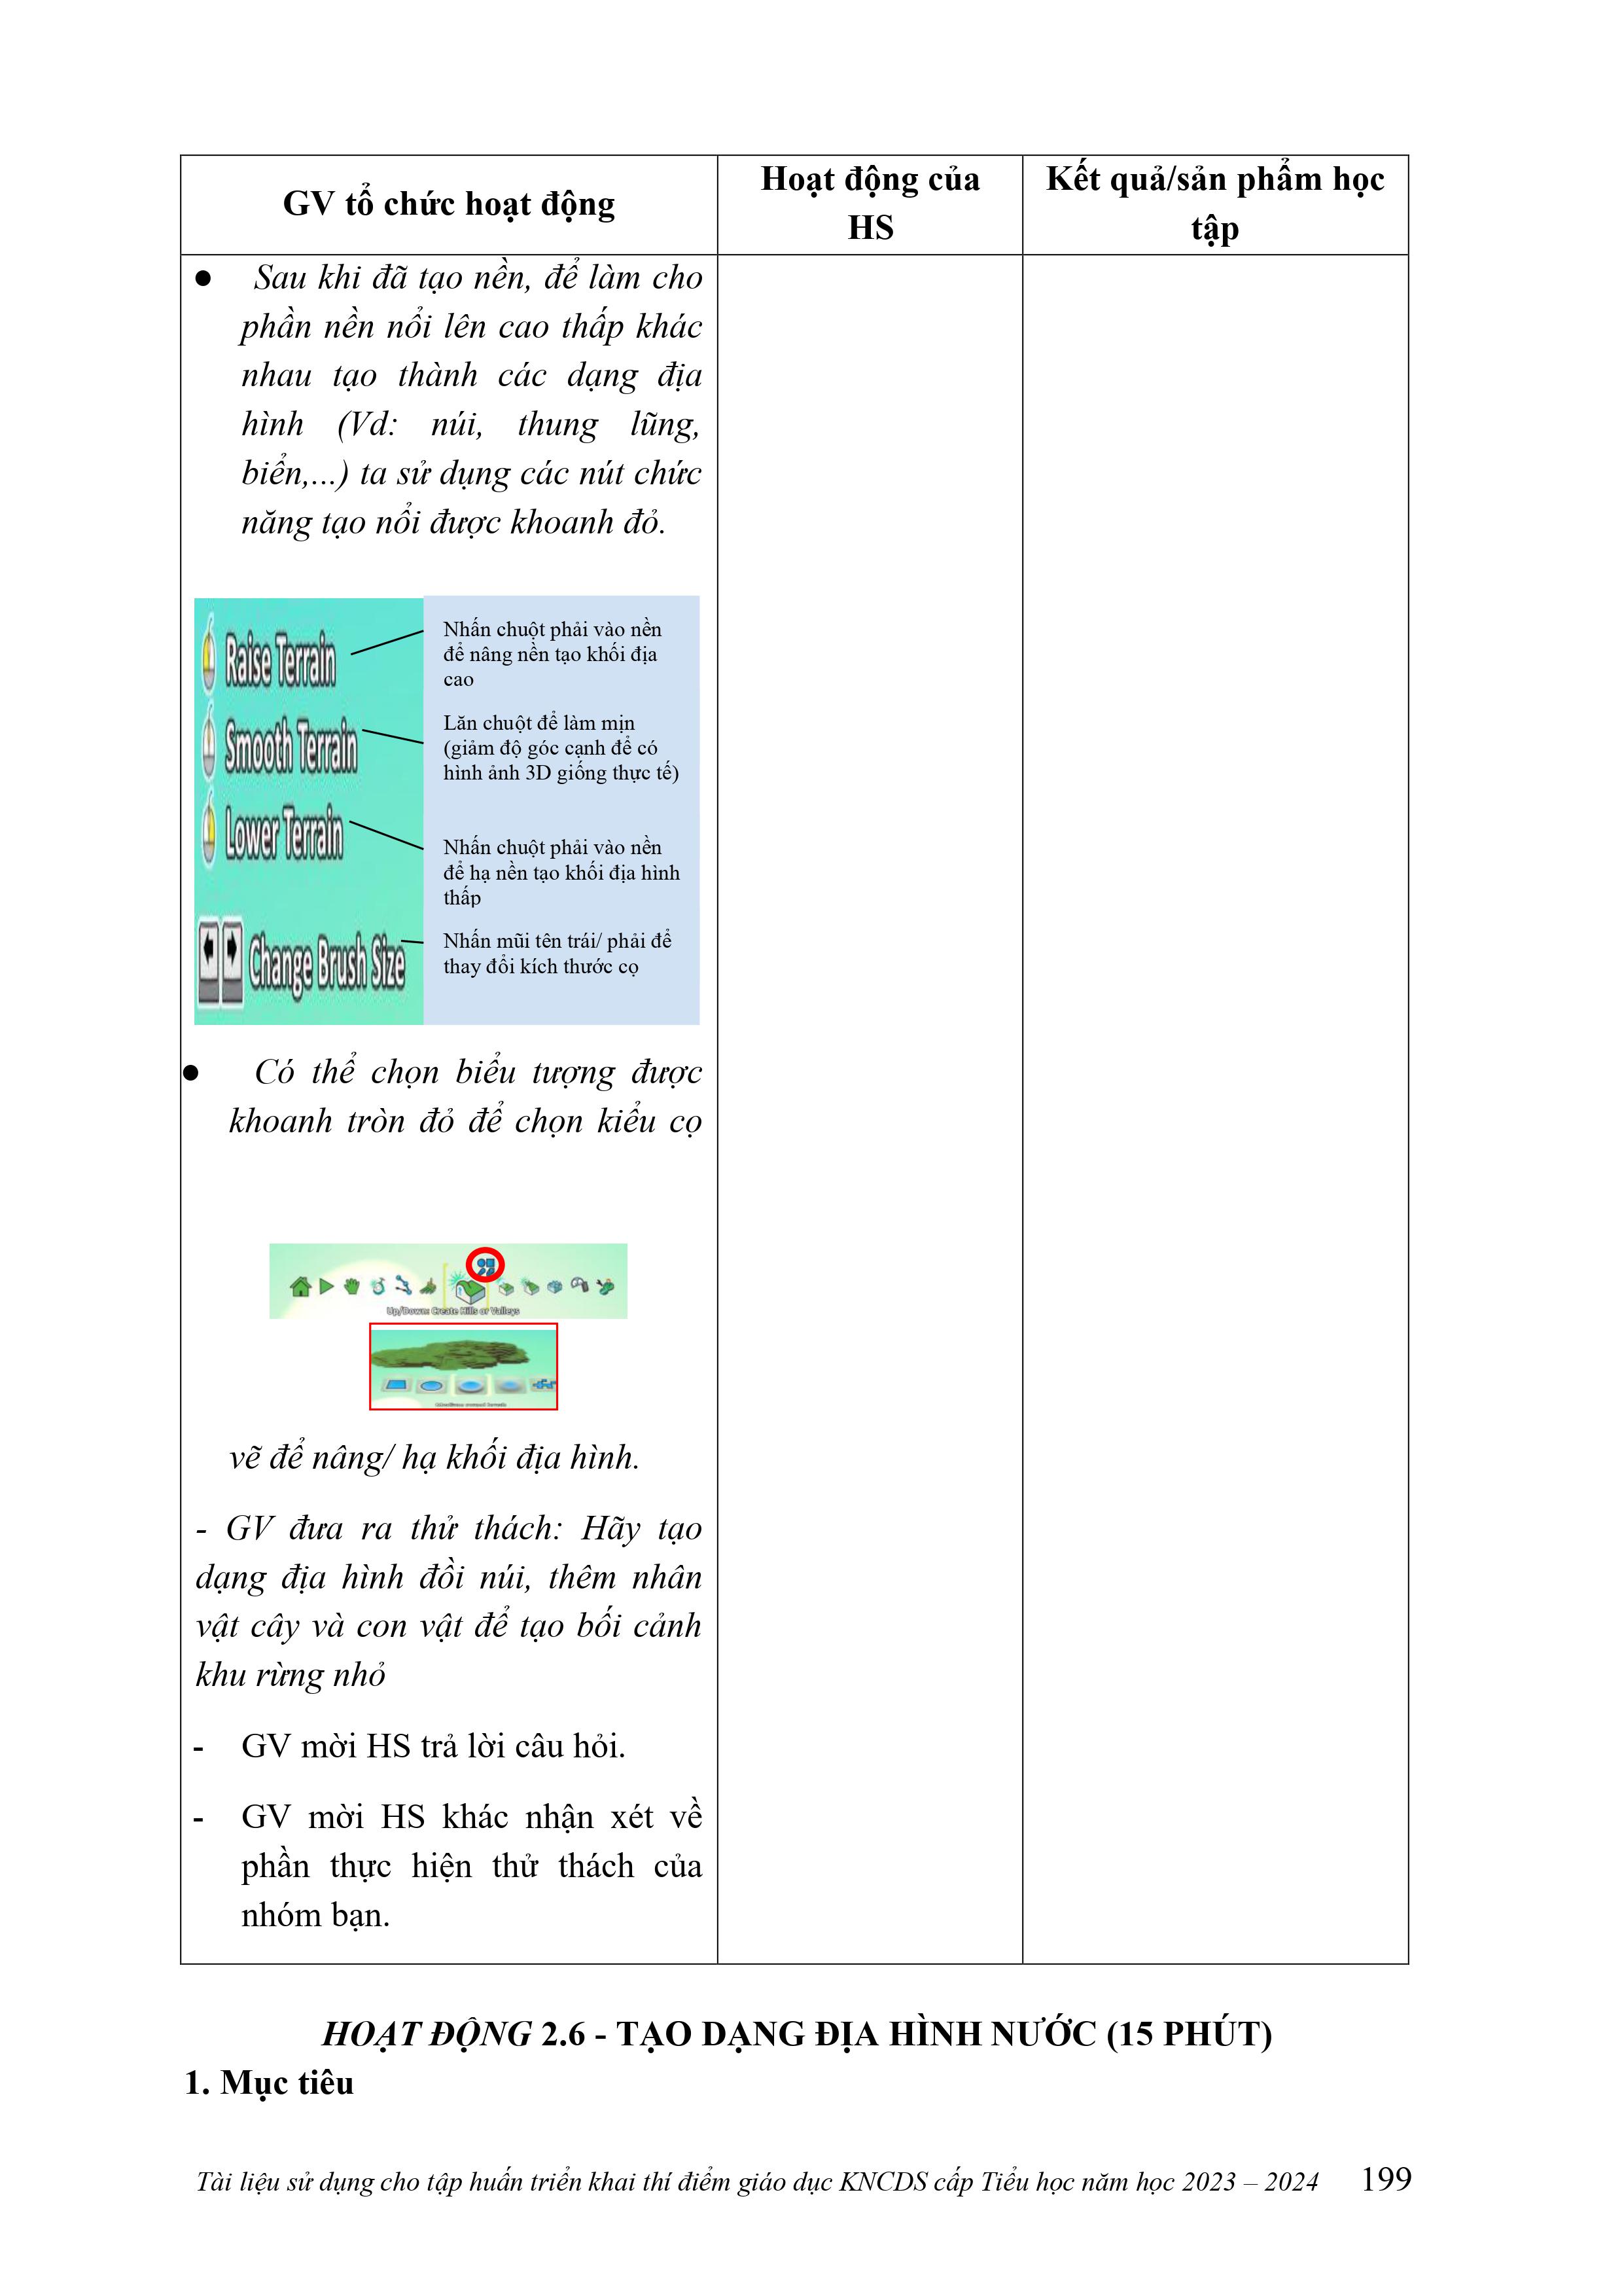 GV tổ chức hoạt động
Hoạt động của
HS
Kết quả/sản phẩm học
tập
● Sau khi đã tạo nền, để làm cho
phần nền nổi lên cao thấp khác
nhau tạo thành các dạng địa
hình (Vd: núi, thung lũng,
biển,...) ta sử dụng các nút chức
năng tạo nổi được khoanh đỏ.
Raise Terrain
Nhấn chuột phải vào nền
để nâng nền tạo khối địa
cao
Smooth Terrain
Lăn chuột để làm mịn
(giảm độ góc cạnh để có
hình ảnh 3D giống thực tế)
Lower Terrain
Nhấn chuột phải vào nền
để hạ nền tạo khối địa hình
thấp
Change Brush Size
Nhấn mũi tên trái/ phải để
thay đổi kích thước cọ
● Có thể chọn biểu tượng được
khoanh tròn đỏ để chọn kiểu cọ
Up/Down: Create Hills or Valleys
vẽ để nâng/ hạ khối địa hình.
- GV đưa ra thử thách: Hãy tạo
dạng địa hình đồi núi, thêm nhân
vật cây và con vật để tạo bối cảnh
khu rừng nhỏ
- GV mời HS trả lời câu hỏi.
- GV mời HS khác nhận xét về
phần thực hiện thử thách của
nhóm bạn.
HOẠT ĐỘNG 2.6 - TẠO DẠNG ĐỊA HÌNH NƯỚC (15 PHÚT)
1. Mục tiêu
Tài liệu sử dụng cho tập huấn triển khai thí điểm giáo dục KNCDS cấp Tiểu học năm học 2023 – 2024 199